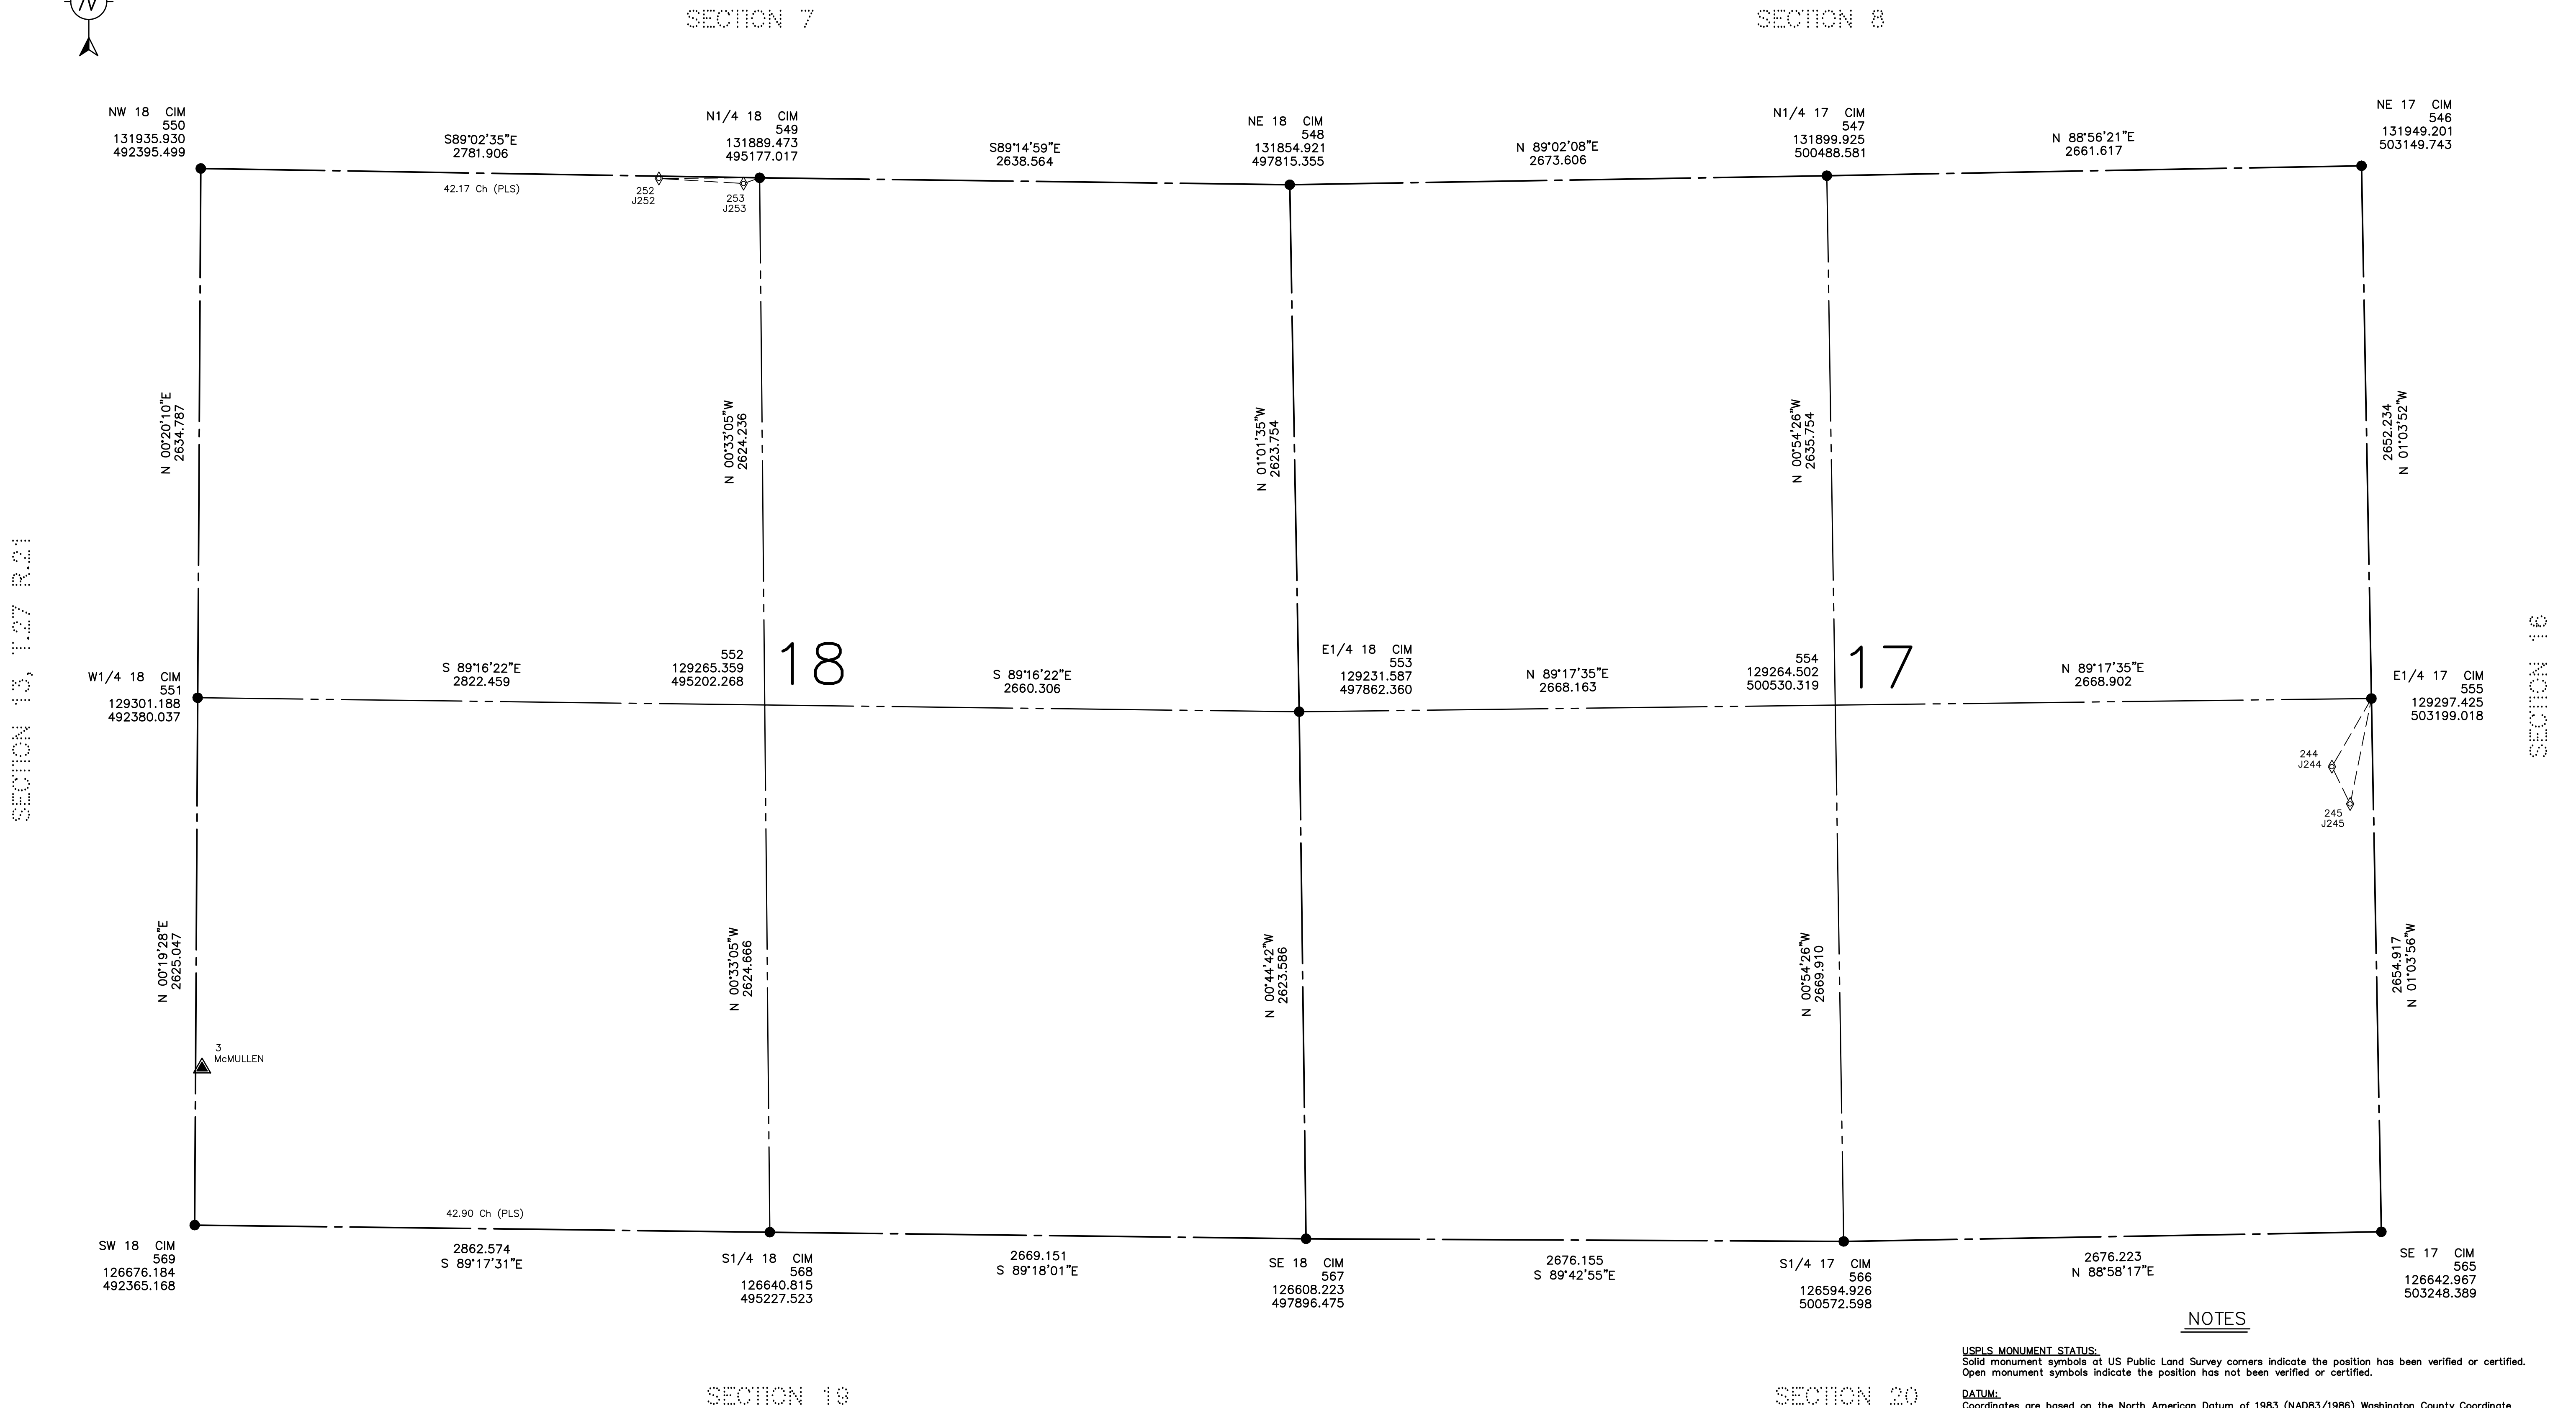 N
SECTION 7
SECTION 8
NW 18 CIM
550
131935.930
492395.499
S89°02'35"E
2781.906
42.17 Ch (PLS)
252
J252
253
J253
N1/4 18 CIM
549
131889.473
495177.017
S89°14'59"E
2638.564
NE 18 CIM
548
131854.921
497815.355
N 89°02'08"E
2673.606
N1/4 17 CIM
547
131899.925
500488.581
N 88°56'21"E
2661.617
NE 17 CIM
546
131949.201
503149.743
N 00°20'10"E
2634.787
N 00°33'05"W
2624.236
N 01°01'35"W
2623.754
N 00°54'26"W
2635.754
2652.234
N 01°03'52"W
SECTION 13, T.27 R.21
SECTION 16
W1/4 18 CIM
551
129301.188
492380.037
S 89°16'22"E
2822.459
552
129265.359
495202.268
18
S 89°16'22"E
2660.306
E1/4 18 CIM
553
129231.587
497862.360
N 89°17'35"E
2668.163
554
129264.502
500530.319
17
N 89°17'35"E
2668.902
E1/4 17 CIM
555
129297.425
503199.018
244
J244
245
J245
N 00°19'28"E
2625.047
N 00°33'05"W
2624.666
N 00°44'42"W
2623.586
N 00°54'26"W
2669.910
2654.917
N 01°03'56"W
3
McMULLEN
42.90 Ch (PLS)
SW 18 CIM
569
126676.184
492365.168
2862.574
S 89°17'31"E
S1/4 18 CIM
568
126640.815
495227.523
2669.151
S 89°18'01"E
SE 18 CIM
567
126608.223
497896.475
2676.155
S 89°42'55"E
S1/4 17 CIM
566
126594.926
500572.598
2676.223
N 88°58'17"E
SE 17 CIM
565
126642.967
503248.389
SECTION 19
SECTION 20
NOTES
USPLS MONUMENT STATUS:
Solid monument symbols at US Public Land Survey corners indicate the position has been verified or certified.
Open monument symbols indicate the position has not been verified or certified.
DATUM:
Coordinates are based on the North American Datum of 1983 (NAD83/1986) Washington County Coordinate